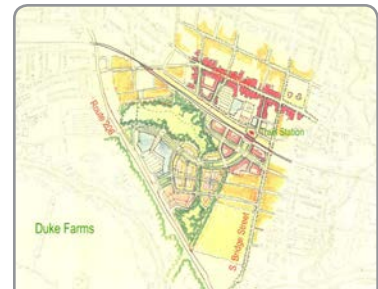 Train Station
Route 206
Duke Farms
S. Bridge Street